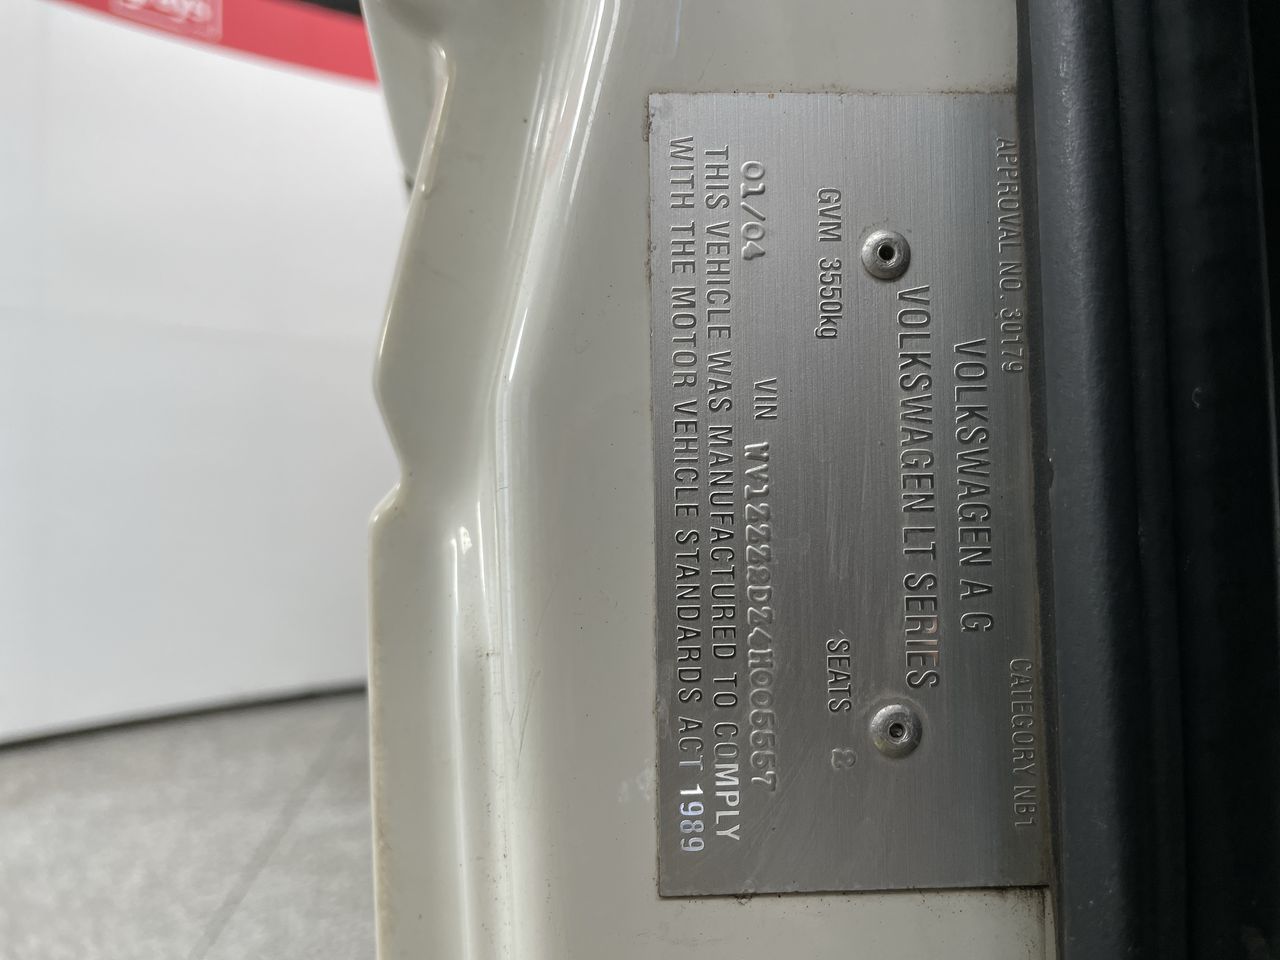 grays
APPROVAL NO. 30179 CATEGORY NB1
VOLKSWAGEN A G
VOLKSWAGEN LT SERIES
GVM 3550kg SEATS 2
01/04 VIN WV1ZZZ2DZ4H005557
THIS VEHICLE WAS MANUFACTURED TO COMPLY
WITH THE MOTOR VEHICLE STANDARDS ACT 1989